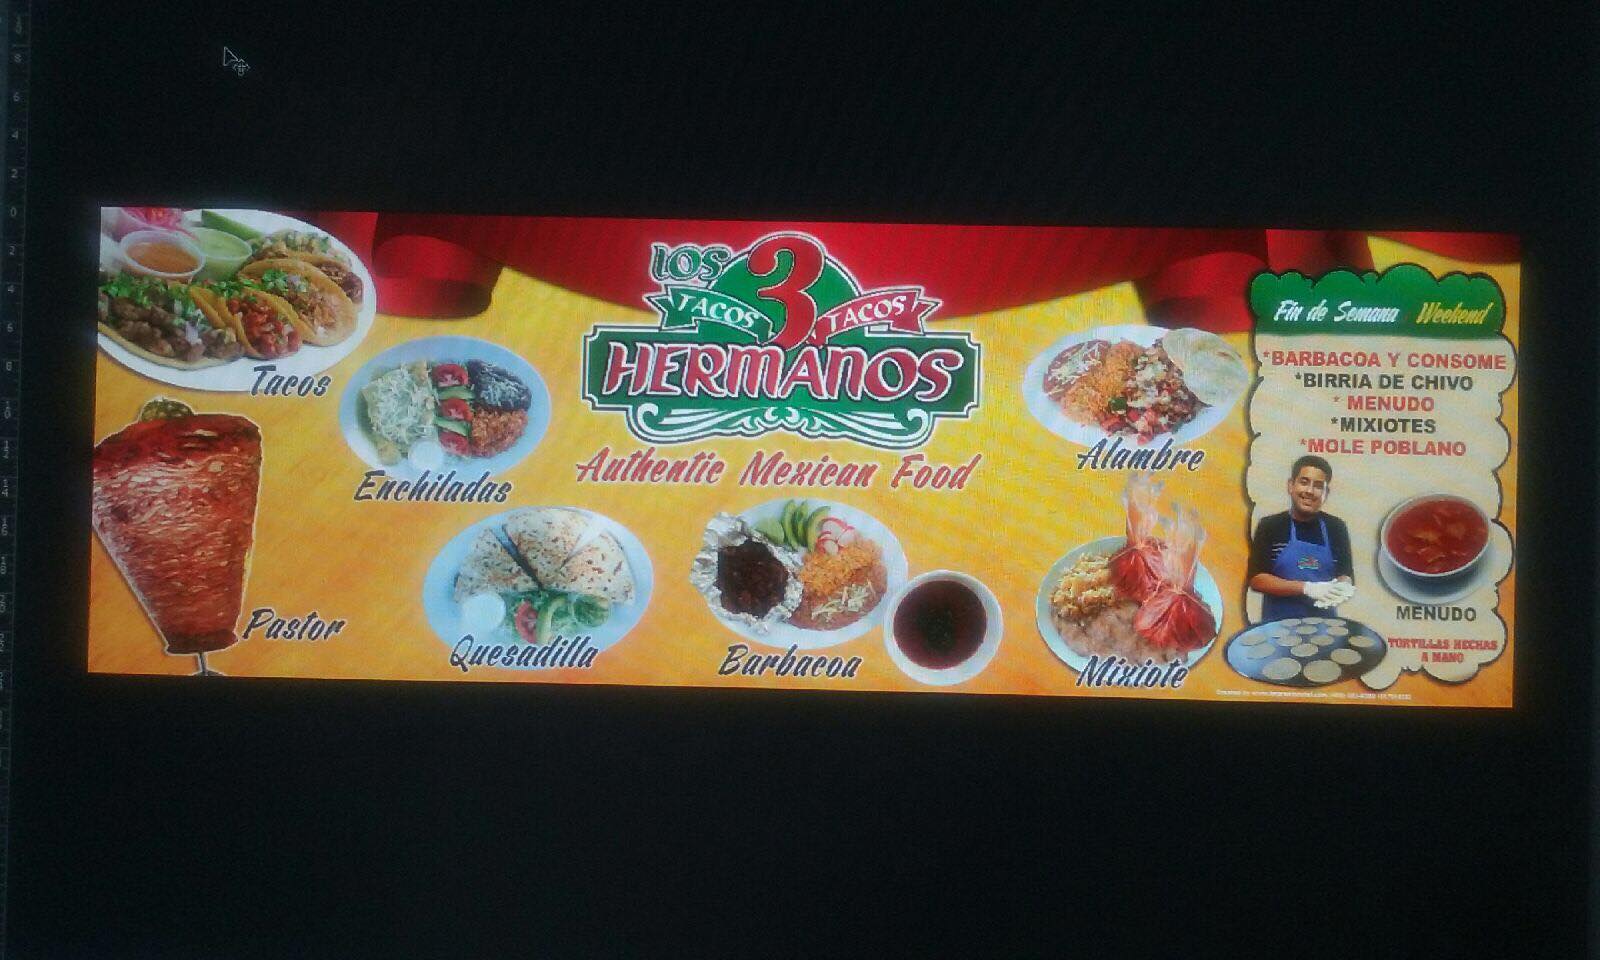 LOS 3
TACOS TACOS
HERMANOS
Authentic Mexican Food
Tacos
Enchiladas
Pastor
Quesadilla
Barbacoa
Alambre
Mixiote
Fin de Semana Weekend
*BARBACOA Y CONSOME
*BIRRIA DE CHIVO
* MENUDO
*MIXIOTES
*MOLE POBLANO
MENUDO
TORTILLAS HECHAS
A MANO